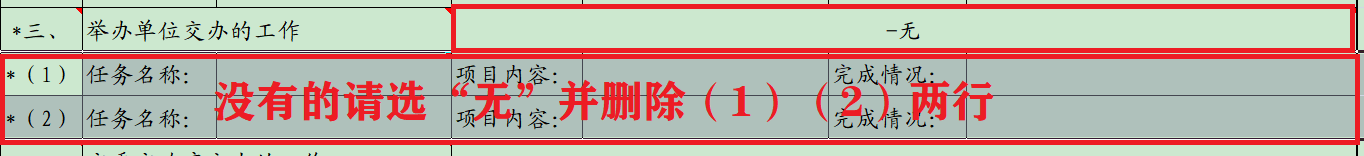 *三、 举办单位交办的工作 -无
*（1） 任务名称： 项目内容： 完成情况：
没有的请选“无”并删除（1）（2）两行
*（2） 任务名称： 项目内容： 完成情况：